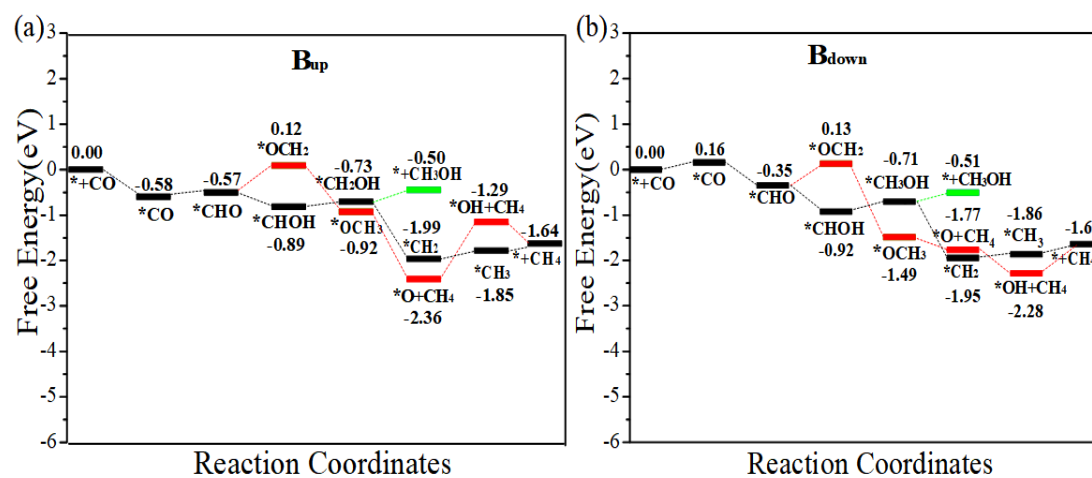 (a)
Bup
Free Energy(eV)
3
2
1
0
-1
-2
-3
-4
-5
-6
0.00
*+CO
-0.58
*CO
-0.57
*CHO
0.12
*OCH2
*CHOH
-0.89
-0.73
*CH2OH
*OCH3
-0.92
-0.50
*+CH3OH
-1.99
*CH2
*O+CH4
-2.36
-1.29
*OH+CH4
*CH3
-1.85
-1.64
*+CH4
Reaction Coordinates
(b)
Bdown
Free Energy(eV)
3
2
1
0
-1
-2
-3
-4
-5
-6
0.00
*+CO
0.16
*CO
-0.35
*CHO
0.13
*OCH2
*CHOH
-0.92
-0.71
*CH3OH
*OCH3
-1.49
-0.51
*+CH3OH
-1.77
*O+CH4
*CH2
-1.95
-1.86
*CH3
*OH+CH4
-2.28
-1.6
*+CH4
Reaction Coordinates